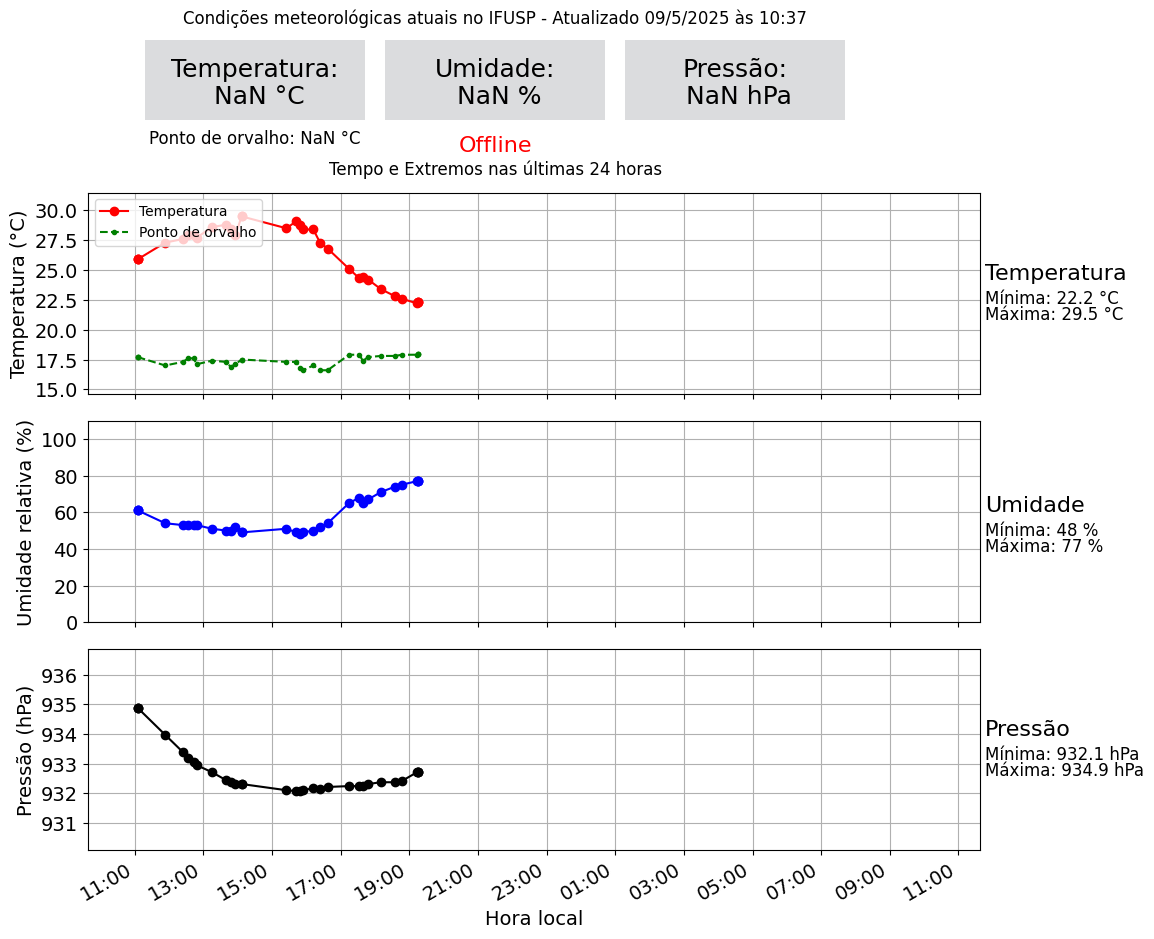 Condições meteorológicas atuais no IFUSP - Atualizado 09/5/2025 às 10:37
Temperatura:
NaN °C
Umidade:
NaN %
Pressão:
NaN hPa
Ponto de orvalho: NaN °C
Offline
Tempo e Extremos nas últimas 24 horas
Temperatura (°C)
30.0
27.5
25.0
22.5
20.0
17.5
15.0
Temperatura
Ponto de orvalho
Temperatura
Mínima: 22.2 °C
Máxima: 29.5 °C
Umidade relativa (%)
100
80
60
40
20
0
Umidade
Mínima: 48 %
Máxima: 77 %
Pressão (hPa)
936
935
934
933
932
931
Pressão
Mínima: 932.1 hPa
Máxima: 934.9 hPa
11:00 13:00 15:00 17:00 19:00 21:00 23:00 01:00 03:00 05:00 07:00 09:00 11:00
Hora local